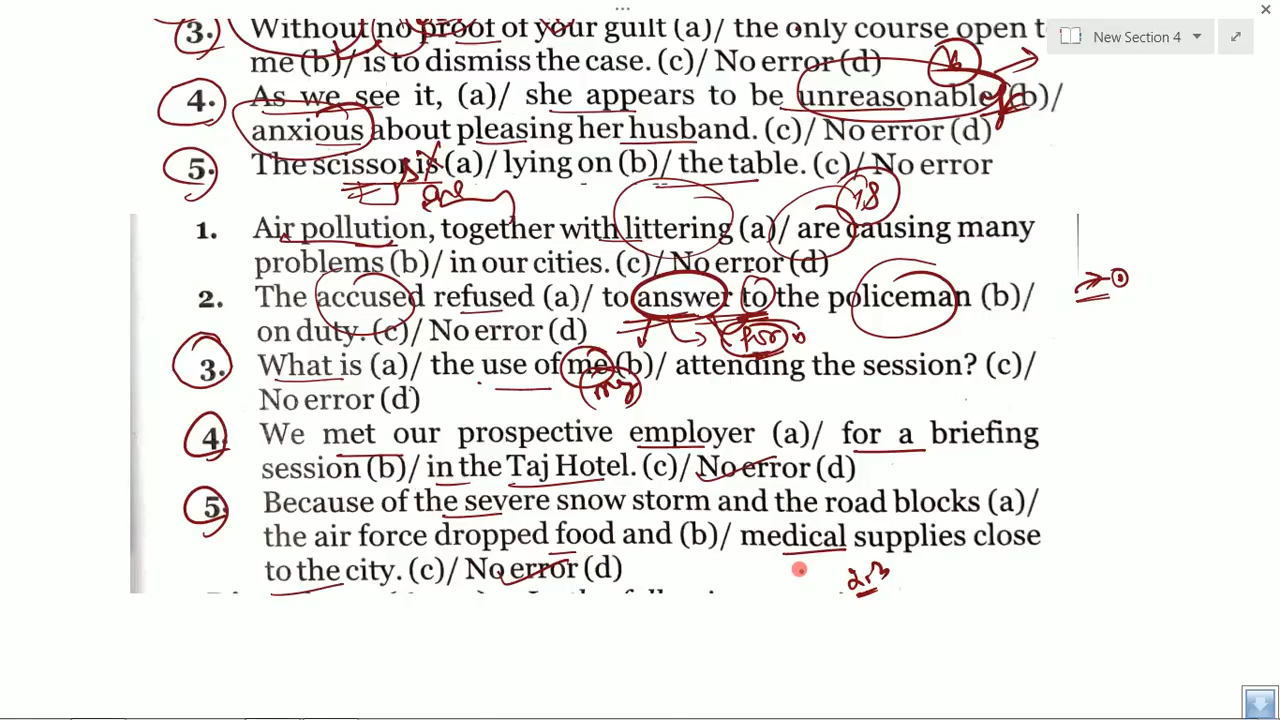 New Section 4
3. Without no proof of your guilt (a)/ the only course open t
me (b)/ is to dismiss the case. (c)/ No error (d)
4. As we see it, (a)/ she appears to be unreasonable (b)/
anxious about pleasing her husband. (c)/ No error (d)
5. The scissor is (a)/ lying on (b)/ the table. (c)/ No error
are
is
1. Air pollution, together with littering (a)/ are causing many
problems (b)/ in our cities. (c)/ No error (d)
2. The accused refused (a)/ to answer to the policeman (b)/
on duty. (c)/ No error (d)
for
3. What is (a)/ the use of me (b)/ attending the session? (c)/
my
No error (d)
4. We met our prospective employer (a)/ for a briefing
session (b)/ in the Taj Hotel. (c)/ No error (d)
5. Because of the severe snow storm and the road blocks (a)/
the air force dropped food and (b)/ medical supplies close
to the city. (c)/ No error (d)